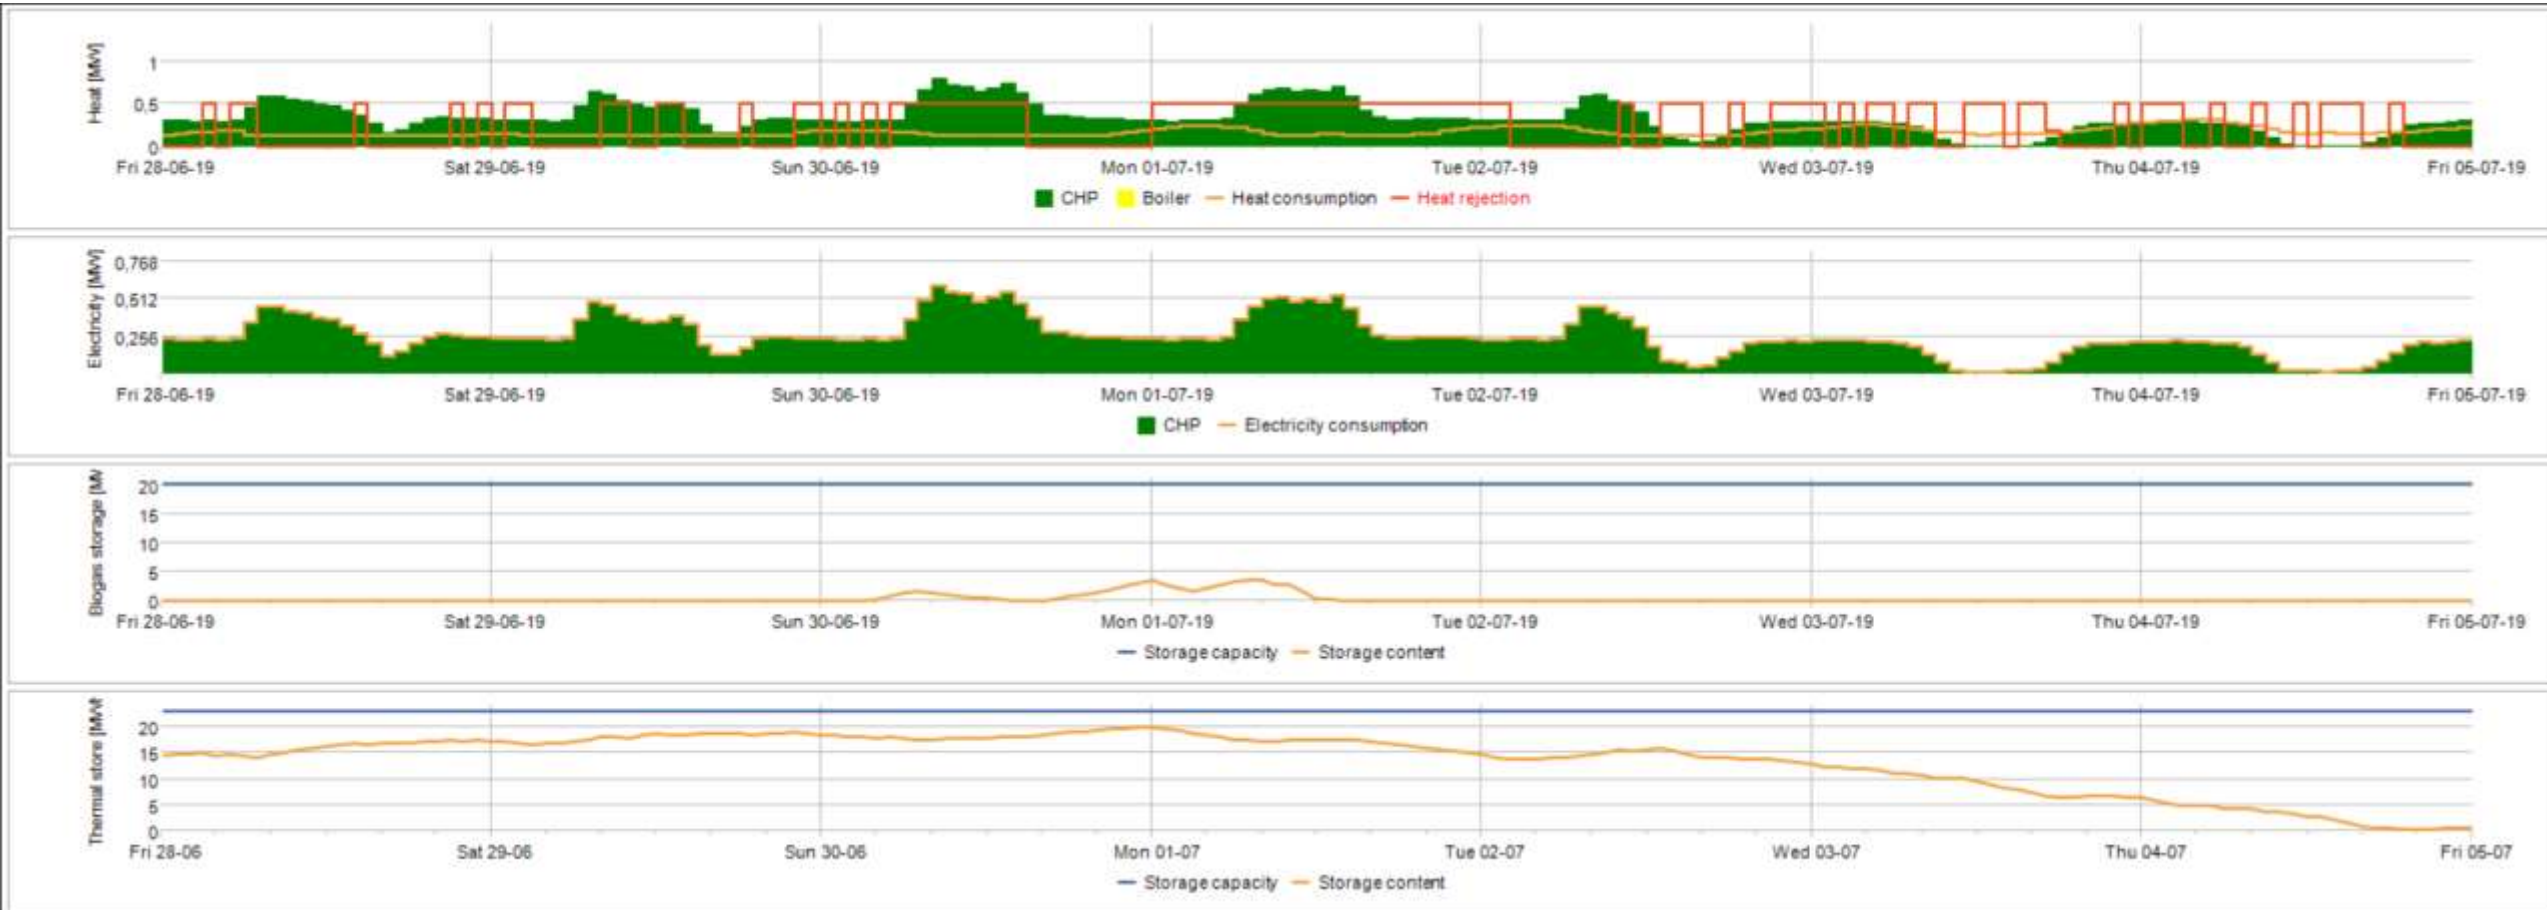 Heat [MW]
1
0,5
0
Fri 28-06-19 Sat 29-06-19 Sun 30-06-19 Mon 01-07-19 Tue 02-07-19 Wed 03-07-19 Thu 04-07-19 Fri 05-07-19
CHP Boiler Heat consumption Heat rejection
Electricity [MW]
0,768
0,512
0,256
Fri 28-06-19 Sat 29-06-19 Sun 30-06-19 Mon 01-07-19 Tue 02-07-19 Wed 03-07-19 Thu 04-07-19 Fri 05-07-19
CHP Electricity consumption
Biogas storage [MW
20
15
10
5
0
Fri 28-06-19 Sat 29-06-19 Sun 30-06-19 Mon 01-07-19 Tue 02-07-19 Wed 03-07-19 Thu 04-07-19 Fri 05-07-19
Storage capacity Storage content
Thermal store [MWh
20
15
10
5
0
Fri 28-06 Sat 29-06 Sun 30-06 Mon 01-07 Tue 02-07 Wed 03-07 Thu 04-07 Fri 05-07
Storage capacity Storage content